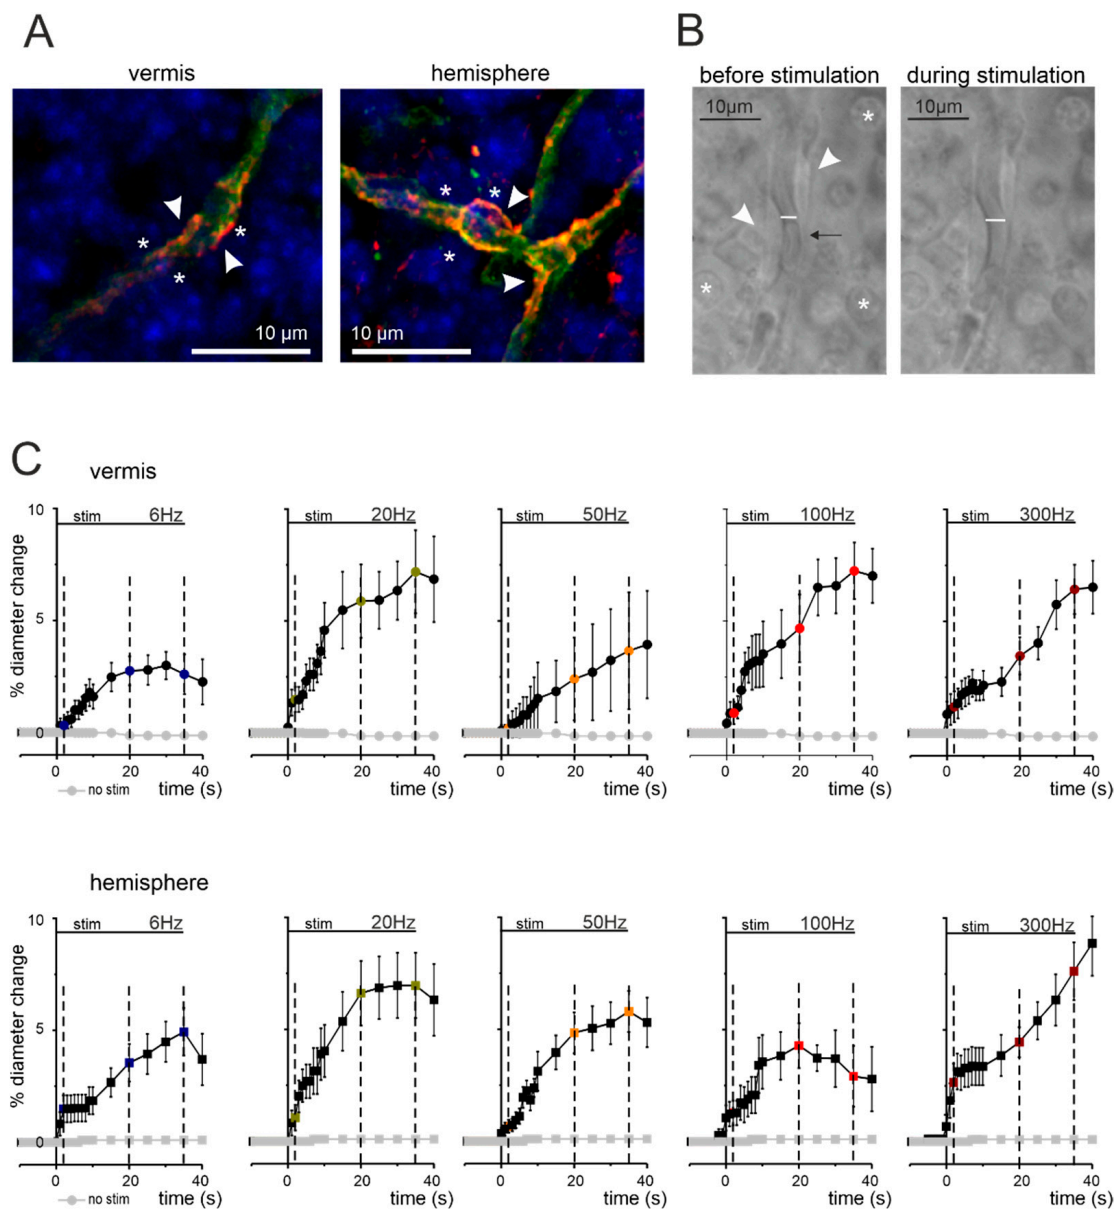 A
B
vermis
hemisphere
before stimulation
during stimulation
10µm
10µm
*
*
*
*
*
*
*
*
*
10 µm
10 µm
C
vermis
10
stim 6Hz
stim 20Hz
stim 50Hz
stim 100Hz
stim 300Hz
% diameter change
5
0
0 20 40
0 20 40
0 20 40
0 20 40
0 20 40
time (s)
time (s)
time (s)
time (s)
time (s)
no stim
hemisphere
10
stim 6Hz
stim 20Hz
stim 50Hz
stim 100Hz
stim 300Hz
% diameter change
5
0
0 20 40
0 20 40
0 20 40
0 20 40
0 20 40
time (s)
time (s)
time (s)
time (s)
time (s)
no stim